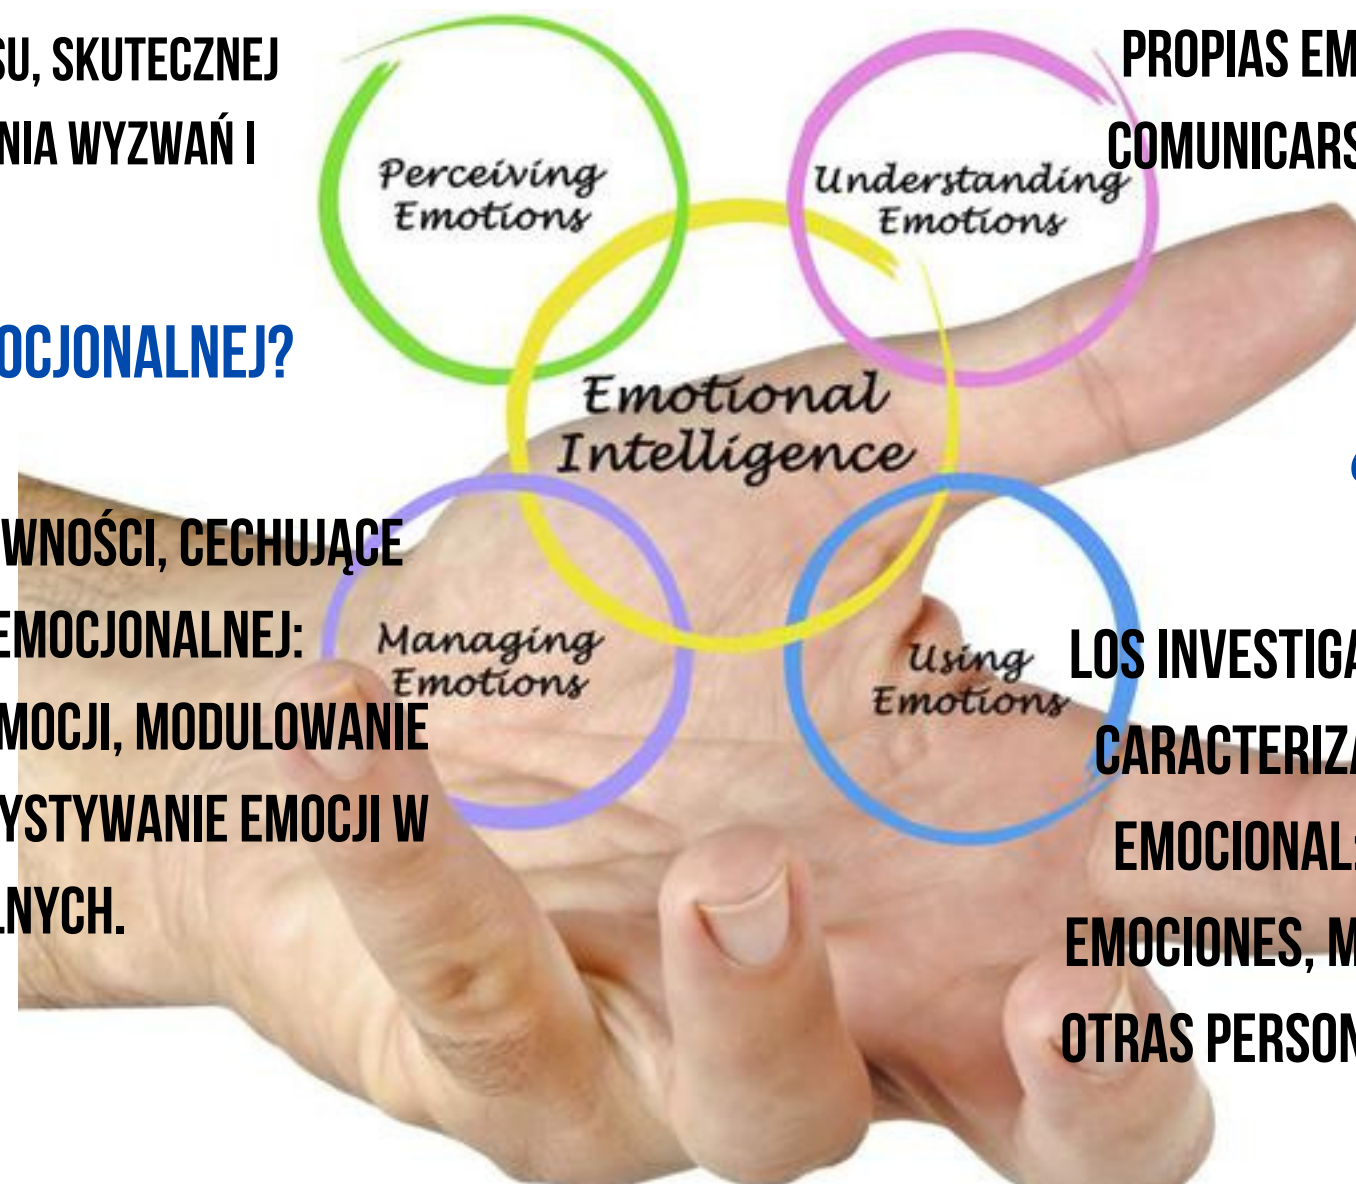 SU, SKUTECZNEJ
NIA WYZWAŃ I
OCJONALNEJ?
WNOŚCI, CECHUJĄCE
EMOCJONALNEJ:
MOCJI, MODULOWANIE
YSTYWANIE EMOCJI W
LNYCH.
Perceiving
Emotions
Understanding
Emotions
Emotional
Intelligence
Managing
Emotions
Using
Emotions
PROPIAS EM
COMUNICARS
LOS INVESTIGA
CARACTERIZA
EMOCIONAL:
EMOCIONES, M
OTRAS PERSON